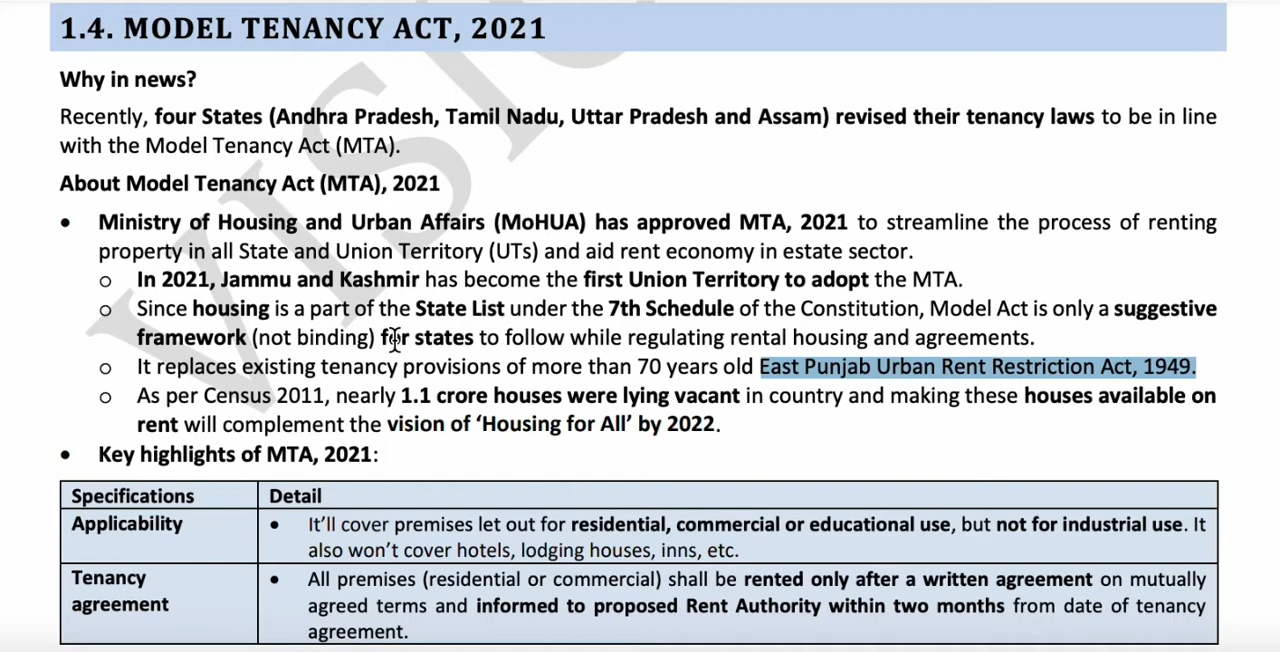 1.4. MODEL TENANCY ACT, 2021
Why in news?
Recently, four States (Andhra Pradesh, Tamil Nadu, Uttar Pradesh and Assam) revised their tenancy laws to be in line
with the Model Tenancy Act (MTA).
About Model Tenancy Act (MTA), 2021
• Ministry of Housing and Urban Affairs (MoHUA) has approved MTA, 2021 to streamline the process of renting
property in all State and Union Territory (UTs) and aid rent economy in estate sector.
o In 2021, Jammu and Kashmir has become the first Union Territory to adopt the MTA.
o Since housing is a part of the State List under the 7th Schedule of the Constitution, Model Act is only a suggestive
framework (not binding) for states to follow while regulating rental housing and agreements.
o It replaces existing tenancy provisions of more than 70 years old East Punjab Urban Rent Restriction Act, 1949.
o As per Census 2011, nearly 1.1 crore houses were lying vacant in country and making these houses available on
rent will complement the vision of ‘Housing for All’ by 2022.
• Key highlights of MTA, 2021:
Specifications Detail
Applicability • It’ll cover premises let out for residential, commercial or educational use, but not for industrial use. It
also won’t cover hotels, lodging houses, inns, etc.
Tenancy • All premises (residential or commercial) shall be rented only after a written agreement on mutually
agreement agreed terms and informed to proposed Rent Authority within two months from date of tenancy
agreement.
VISI